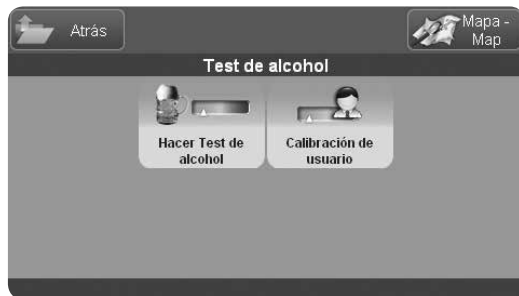 Atrás
Mapa -
Map
Test de alcohol
Hacer Test de
alcohol
Calibración de
usuario